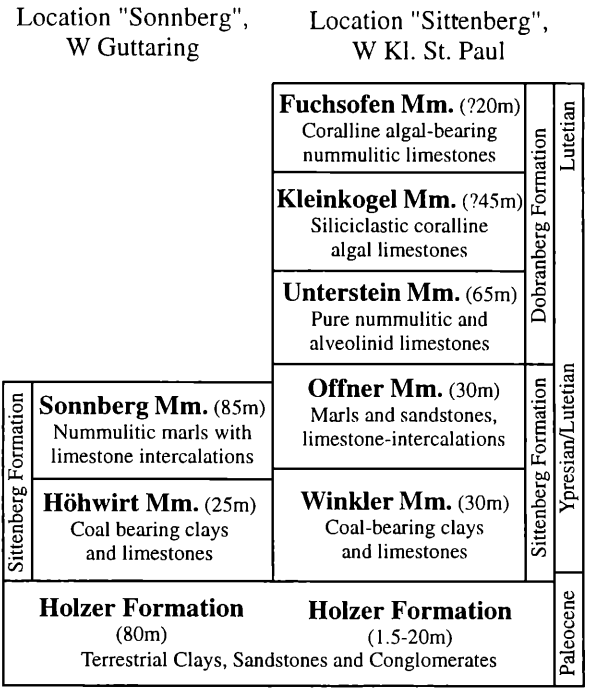 Location "Sonnberg",
W Guttaring
Location "Sittenberg",
W Kl. St. Paul
Fuchsofen Mm. (?20m)
Coralline algal-bearing
nummulitic limestones
Kleinkogel Mm. (?45m)
Siliciclastic coralline
algal limestones
Unterstein Mm. (65m)
Pure nummulitic and
alveolinid limestones
Dobranberg Formation
Lutetian
Sittenberg Formation
Sonnberg Mm. (85m)
Nummulitic marls with
limestone intercalations
Höhwirt Mm. (25m)
Coal bearing clays
and limestones
Offner Mm. (30m)
Marls and sandstones,
limestone-intercalations
Winkler Mm. (30m)
Coal-bearing clays
and limestones
Sittenberg Formation
Ypresian/Lutetian
Holzer Formation
(80m)
Holzer Formation
(1.5-20m)
Terrestrial Clays, Sandstones and Conglomerates
Paleocene